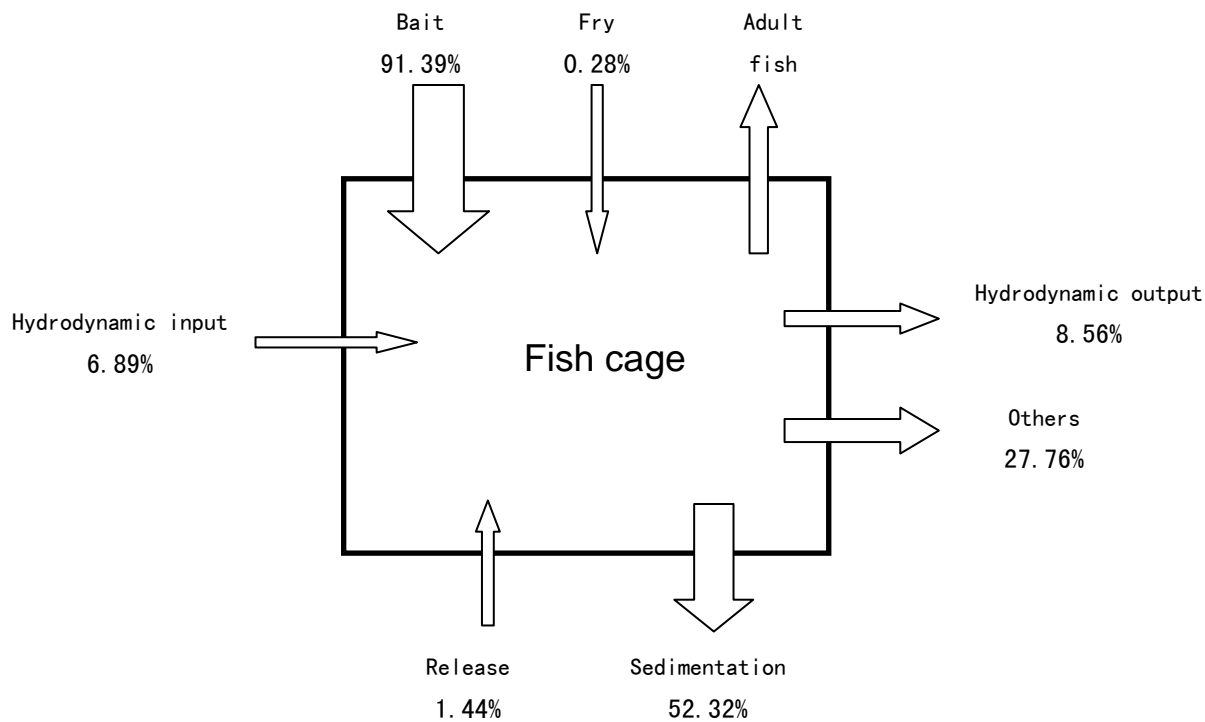 Bait
91.39%
Fry
0.28%
Adult
fish
Hydrodynamic input
6.89%
Fish cage
Hydrodynamic output
8.56%
Others
27.76%
Release
1.44%
Sedimentation
52.32%